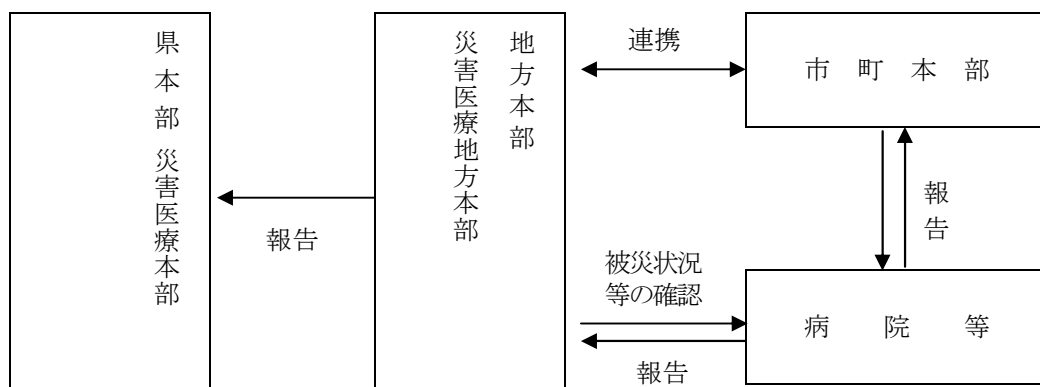 県本部 災害医療本部
報告
地方本部
災害医療地方本部
連携
市町本部
報告
被災状況
等の確認
報告
病院等